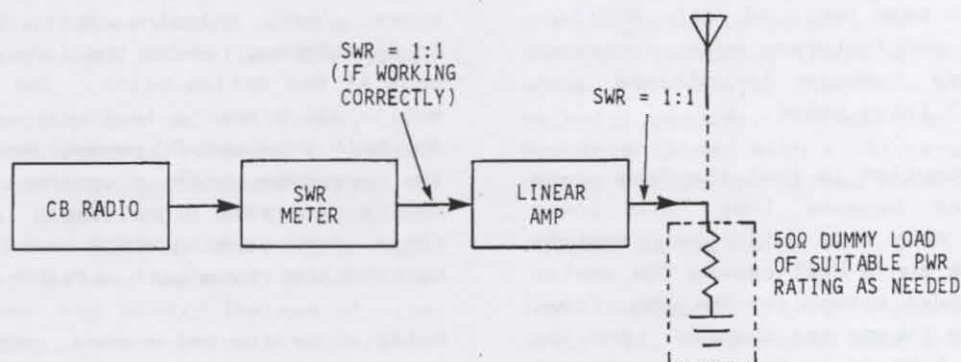 SWR = 1:1
(IF WORKING
CORRECTLY)
SWR = 1:1
CB RADIO
SWR
METER
LINEAR
AMP
50Ω DUMMY LOAD
OF SUITABLE PWR
RATING AS NEEDED